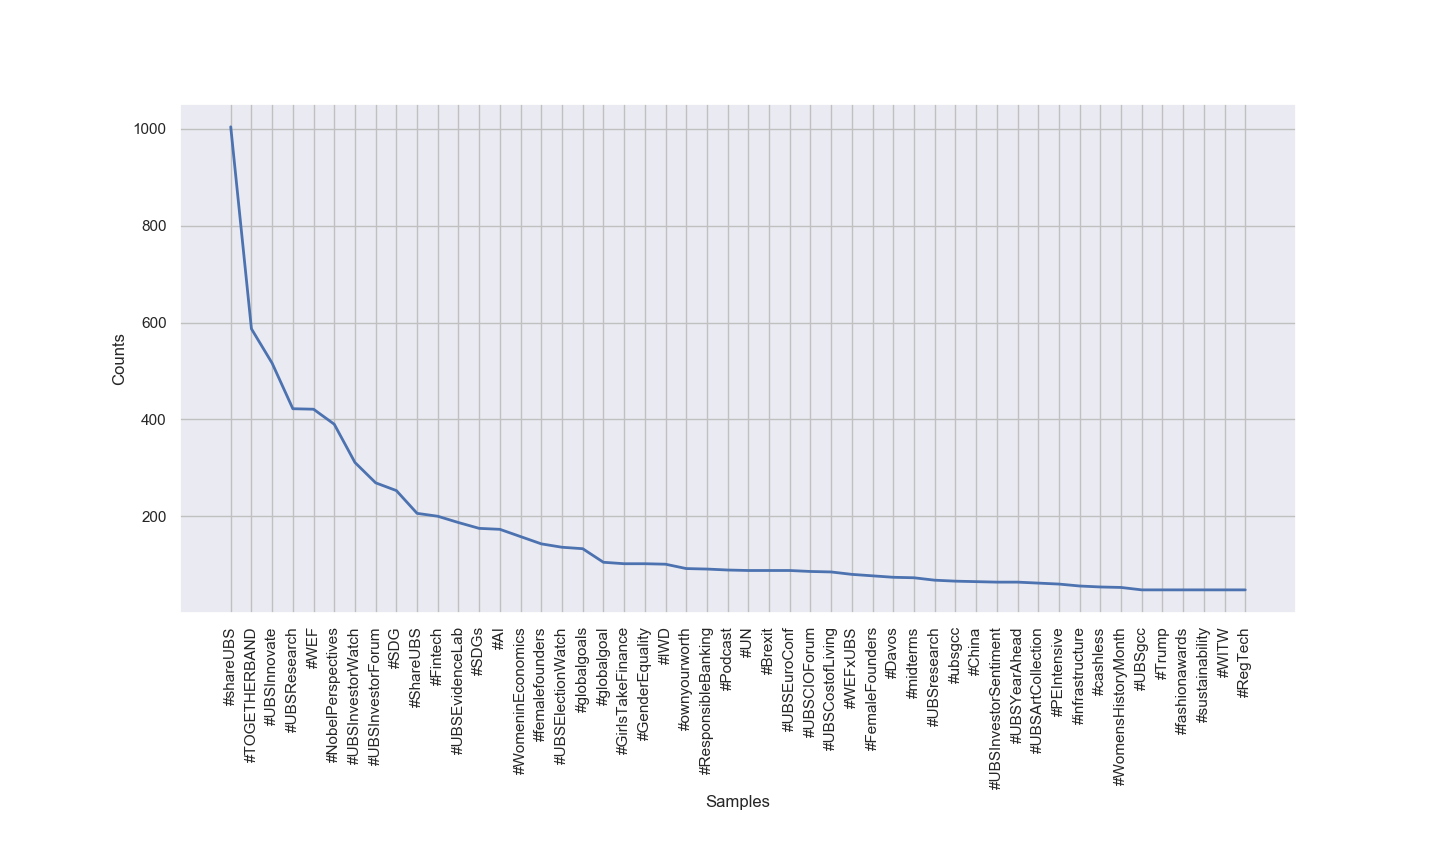 1000
800
600
400
200
Counts
#shareUBS
#TOGETHERBAND
#UBSInnovate
#UBSResearch
#WEF
#NobelPerspectives
#UBSInvestorWatch
#UBSInvestorForum
#SDG
#ShareUBS
#Fintech
#UBSEvidenceLab
#SDGs
#AI
#WomeninEconomics
#femalefounders
#UBSElectionWatch
#globalgoals
#globalgoal
#GirlsTakeFinance
#GenderEquality
#IWD
#ownyourworth
#ResponsibleBanking
#Podcast
#UN
#Brexit
#UBSEuroConf
#UBSCIOForum
#UBSCostofLiving
#WEFxUBS
#FemaleFounders
#Davos
#midterms
#UBSresearch
#ubsgcc
#China
#UBSInvestorSentiment
#UBSYearAhead
#UBSArtCollection
#PEIntensive
#infrastructure
#cashless
#WomensHistoryMonth
#UBSgcc
#Trump
#fashionawards
#sustainability
#WITW
#RegTech
Samples